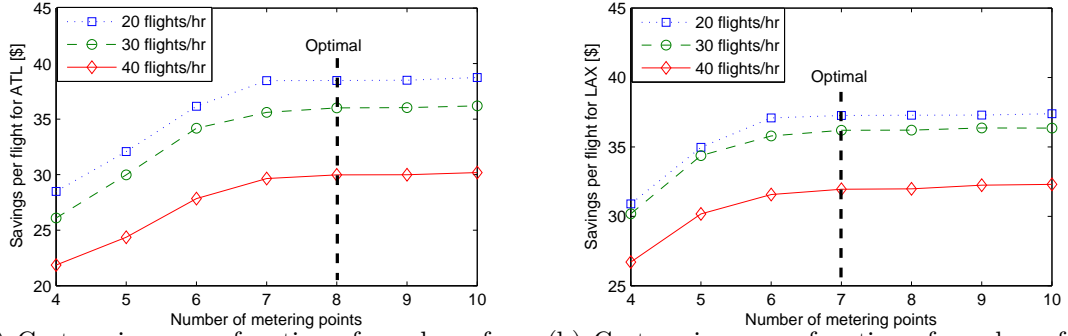 45
40
35
30
25
20
Savings per flight for ATL [$]
20 flights/hr
30 flights/hr
40 flights/hr
Optimal
4 5 6 7 8 9 10
Number of metering points
45
40
35
30
25
Savings per flight for LAX [$]
20 flights/hr
30 flights/hr
40 flights/hr
Optimal
4 5 6 7 8 9 10
Number of metering points